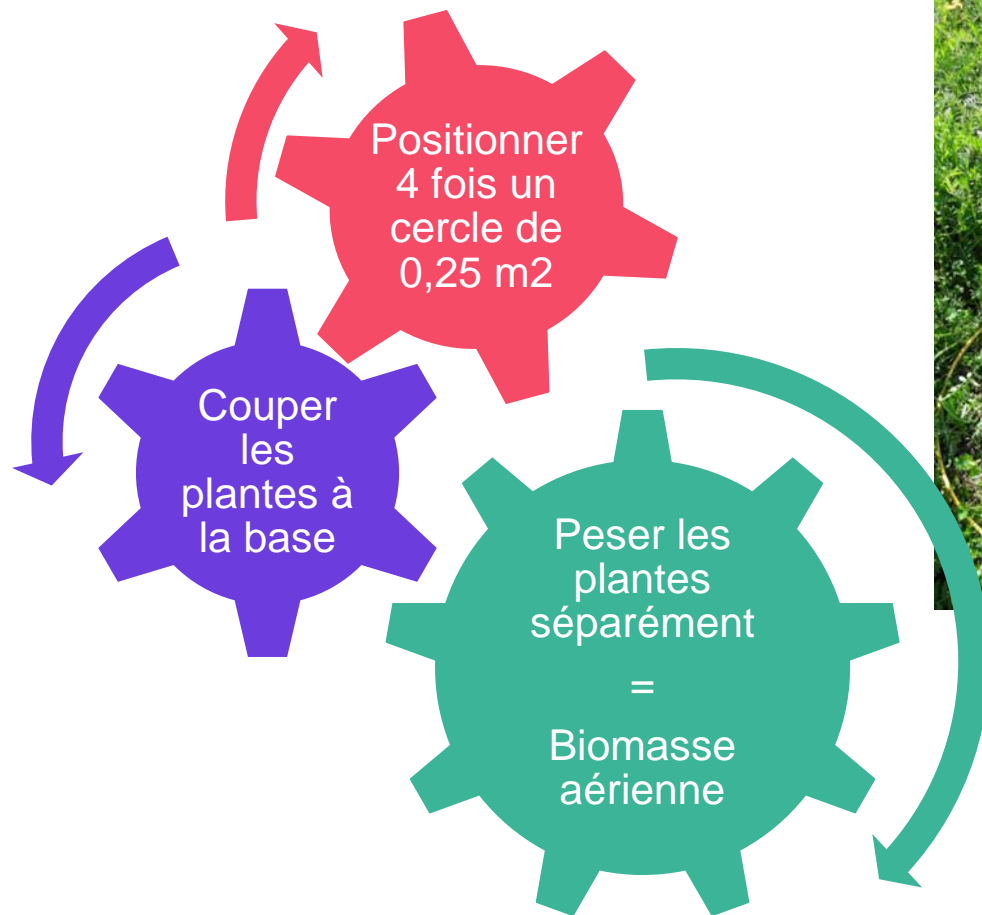 Positionner
4 fois un
cercle de
0,25 m2
Couper
les
plantes à
la base
Peser les
plantes
séparément
=
Biomasse
aérienne